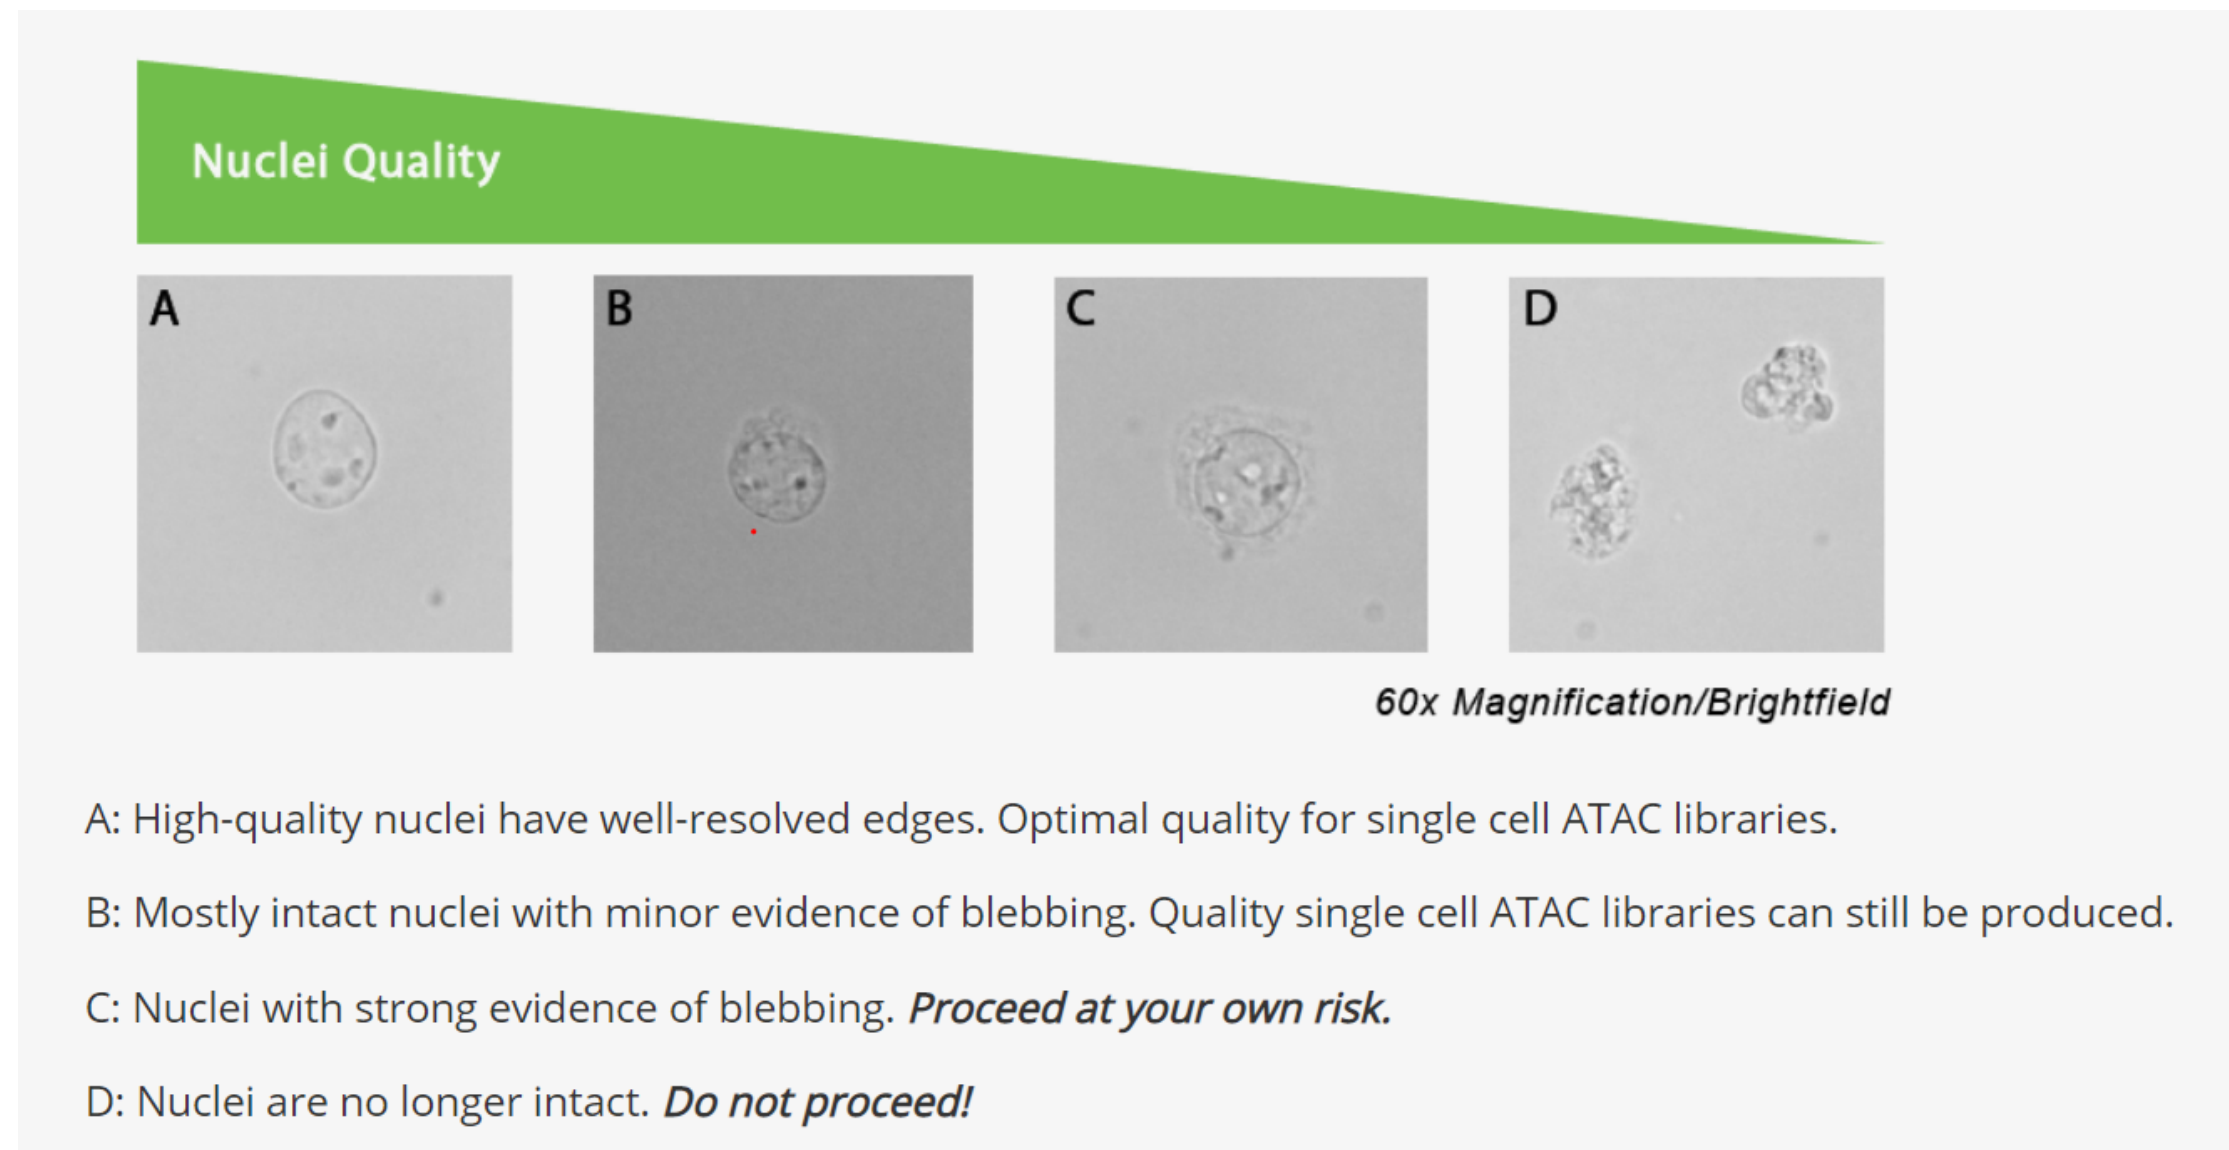 Nuclei Quality
A
B
C
D
60x Magnification/Brightfield
A: High-quality nuclei have well-resolved edges. Optimal quality for single cell ATAC libraries.
B: Mostly intact nuclei with minor evidence of blebbing. Quality single cell ATAC libraries can still be produced.
C: Nuclei with strong evidence of blebbing. Proceed at your own risk.
D: Nuclei are no longer intact. Do not proceed!